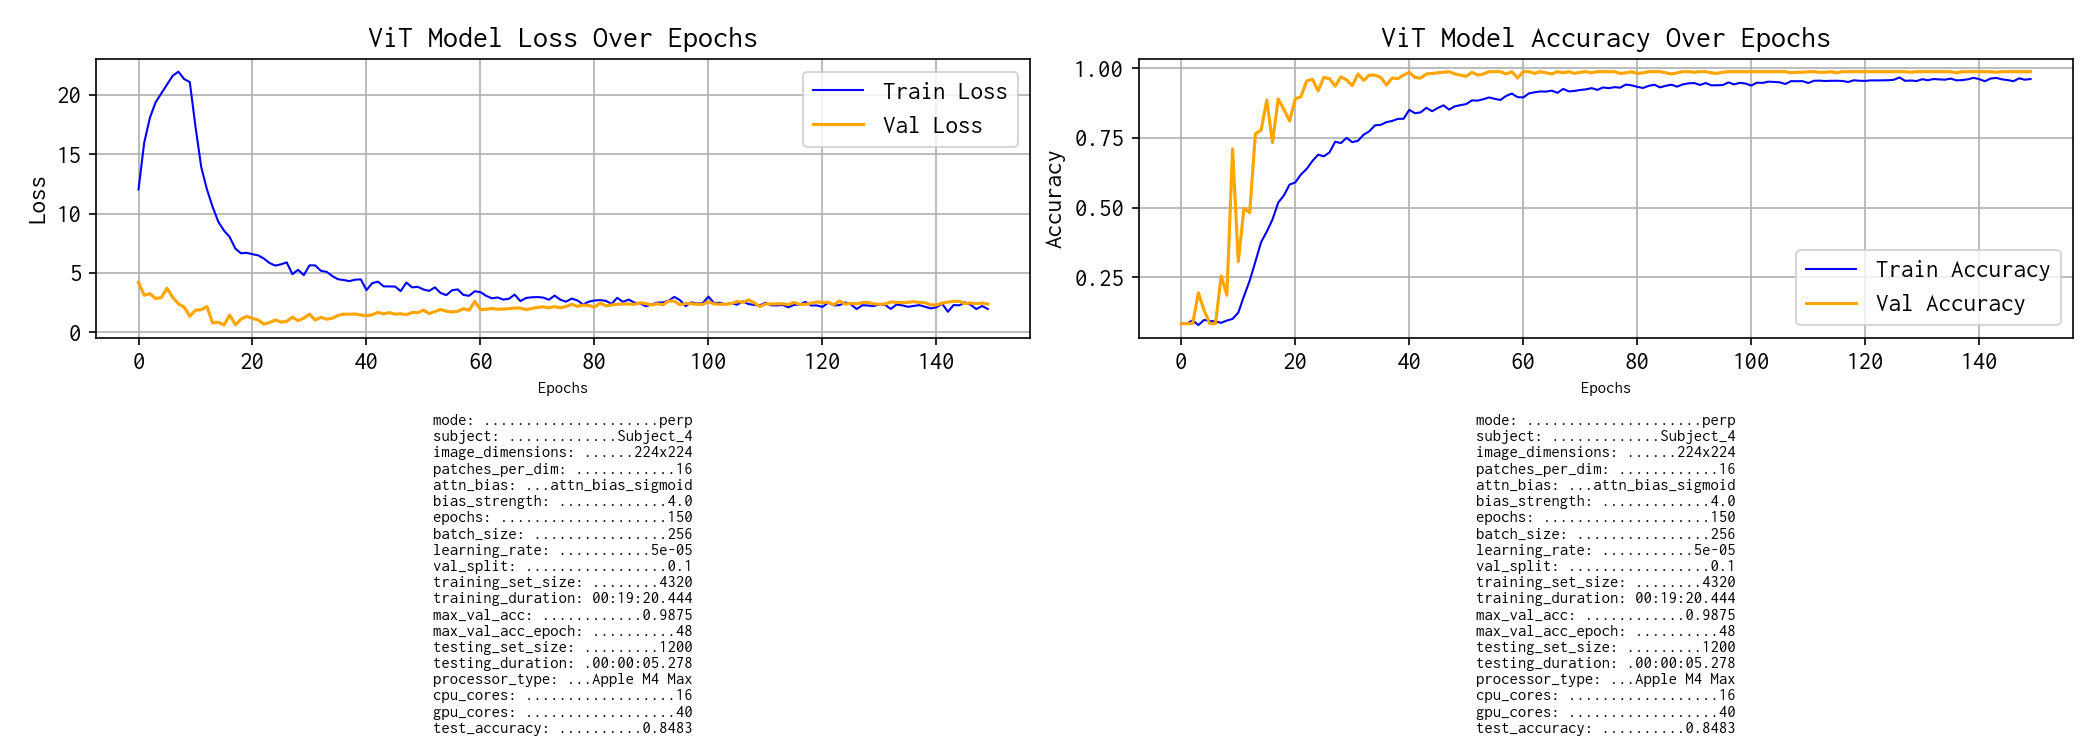 ViT Model Loss Over Epochs
20
15
10
5
0
Loss
Train Loss
Val Loss
0 20 40 60 80 100 120 140
Epochs
mode: .....................perp
subject: .............Subject_4
image_dimensions: ......224x224
patches_per_dim: ............16
attn_bias: ...attn_bias_sigmoid
bias_strength: .............4.0
epochs: ....................150
batch_size: ................256
learning_rate: ...........5e-05
val_split: .................0.1
training_set_size: ........4320
training_duration: 00:19:20.444
max_val_acc: ............0.9875
max_val_acc_epoch: ..........48
testing_set_size: .........1200
testing_duration: .00:00:05.278
processor_type: ...Apple M4 Max
cpu_cores: ..................16
gpu_cores: ..................40
test_accuracy: ..........0.8483
ViT Model Accuracy Over Epochs
1.00
0.75
0.50
0.25
Accuracy
Train Accuracy
Val Accuracy
0 20 40 60 80 100 120 140
Epochs
mode: .....................perp
subject: .............Subject_4
image_dimensions: ......224x224
patches_per_dim: ............16
attn_bias: ...attn_bias_sigmoid
bias_strength: .............4.0
epochs: ....................150
batch_size: ................256
learning_rate: ...........5e-05
val_split: .................0.1
training_set_size: ........4320
training_duration: 00:19:20.444
max_val_acc: ............0.9875
max_val_acc_epoch: ..........48
testing_set_size: .........1200
testing_duration: .00:00:05.278
processor_type: ...Apple M4 Max
cpu_cores: ..................16
gpu_cores: ..................40
test_accuracy: ..........0.8483